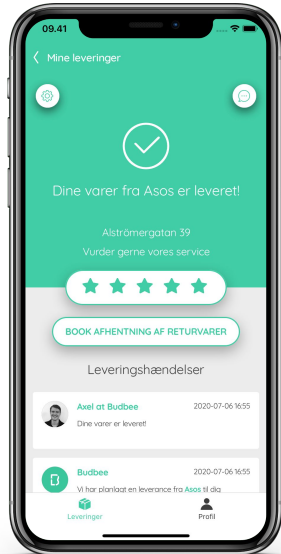 09.41
Mine leveringer
Dine varer fra Asos er leveret!
Alströmergatan 39
Vurder gerne vores service
BOOK AFHENTNING AF RETURVARER
Leveringshændelser
Axel at Budbee
2020-07-06 16:55
Dine varer er leveret!
Budbee
2020-07-06 16:55
Vi har planlagt en leverance fra Asos til dig
Leveringer
Profil